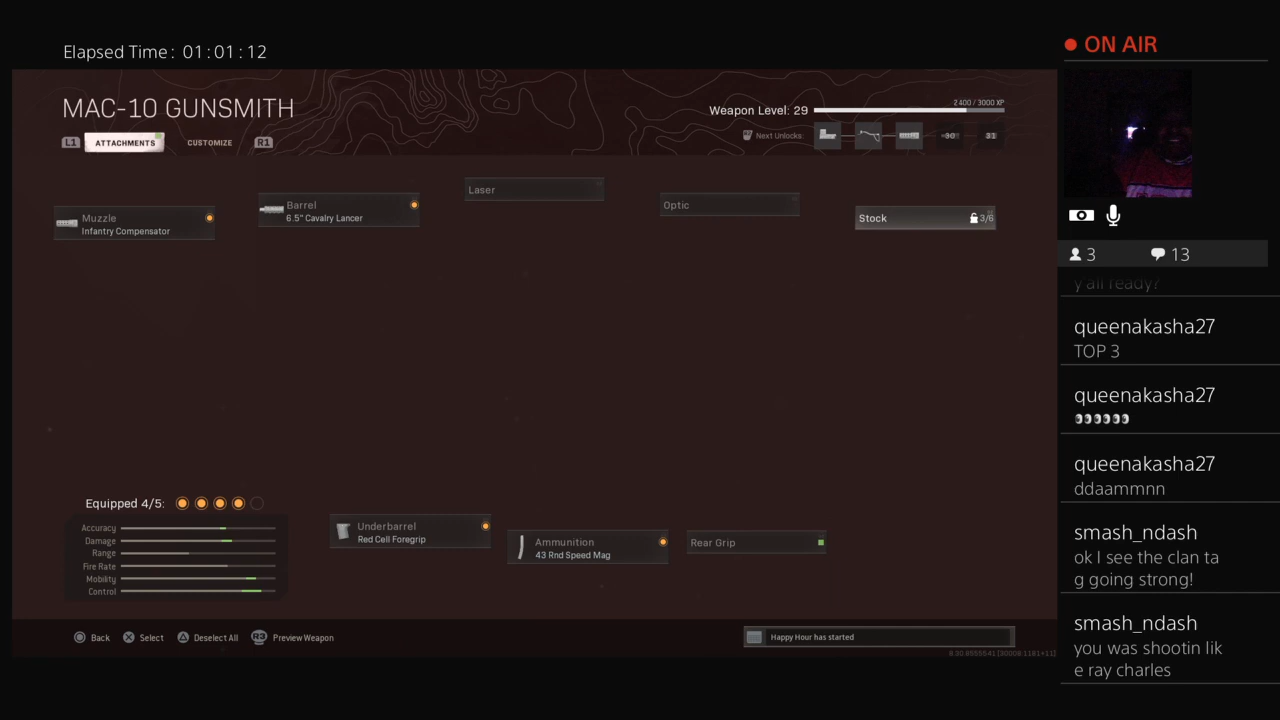 Elapsed Time: 01:01:12
ON AIR
MAC-10 GUNSMITH
L1 ATTACHMENTS CUSTOMIZE R1
Weapon Level: 29
2400 / 3000 XP
Next Unlocks: 30 31
Muzzle
Infantry Compensator
Barrel
6.5" Cavalry Lancer
Laser
Optic
Stock 3/6
Equipped 4/5:
Accuracy
Damage
Range
Fire Rate
Mobility
Control
Underbarrel
Red Cell Foregrip
Ammunition
43 Rnd Speed Mag
Rear Grip
Back Select Deselect All R3 Preview Weapon
Happy Hour has started
3 13
y'all ready?
queenakasha27
TOP 3
queenakasha27
queenakasha27
ddaammnn
smash_ndash
ok I see the clan ta
g going strong!
smash_ndash
you was shootin lik
e ray charles